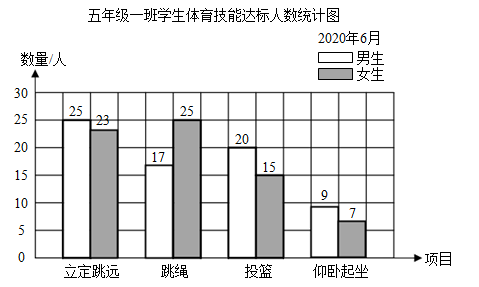 五年级一班学生体育技能达标人数统计图
2020年6月
数量/人
男生
女生
30
25
20
15
10
5
0
25
23
17
25
20
15
9
7
立定跳远
跳绳
投篮
仰卧起坐
项目